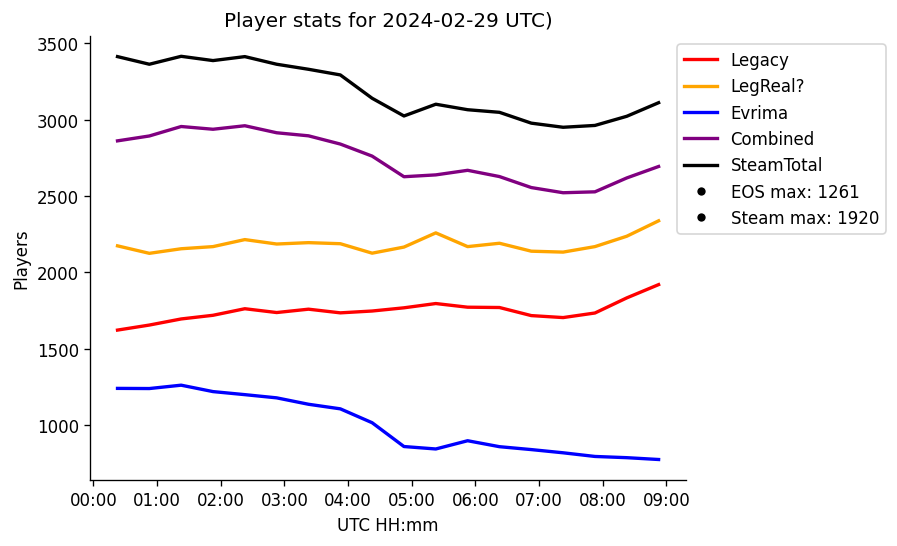 Player stats for 2024-02-29 UTC)
3500
3000
2500
2000
1500
1000
Players
00:00 01:00 02:00 03:00 04:00 05:00 06:00 07:00 08:00 09:00
UTC HH:mm
Legacy
LegReal?
Evrima
Combined
SteamTotal
EOS max: 1261
Steam max: 1920